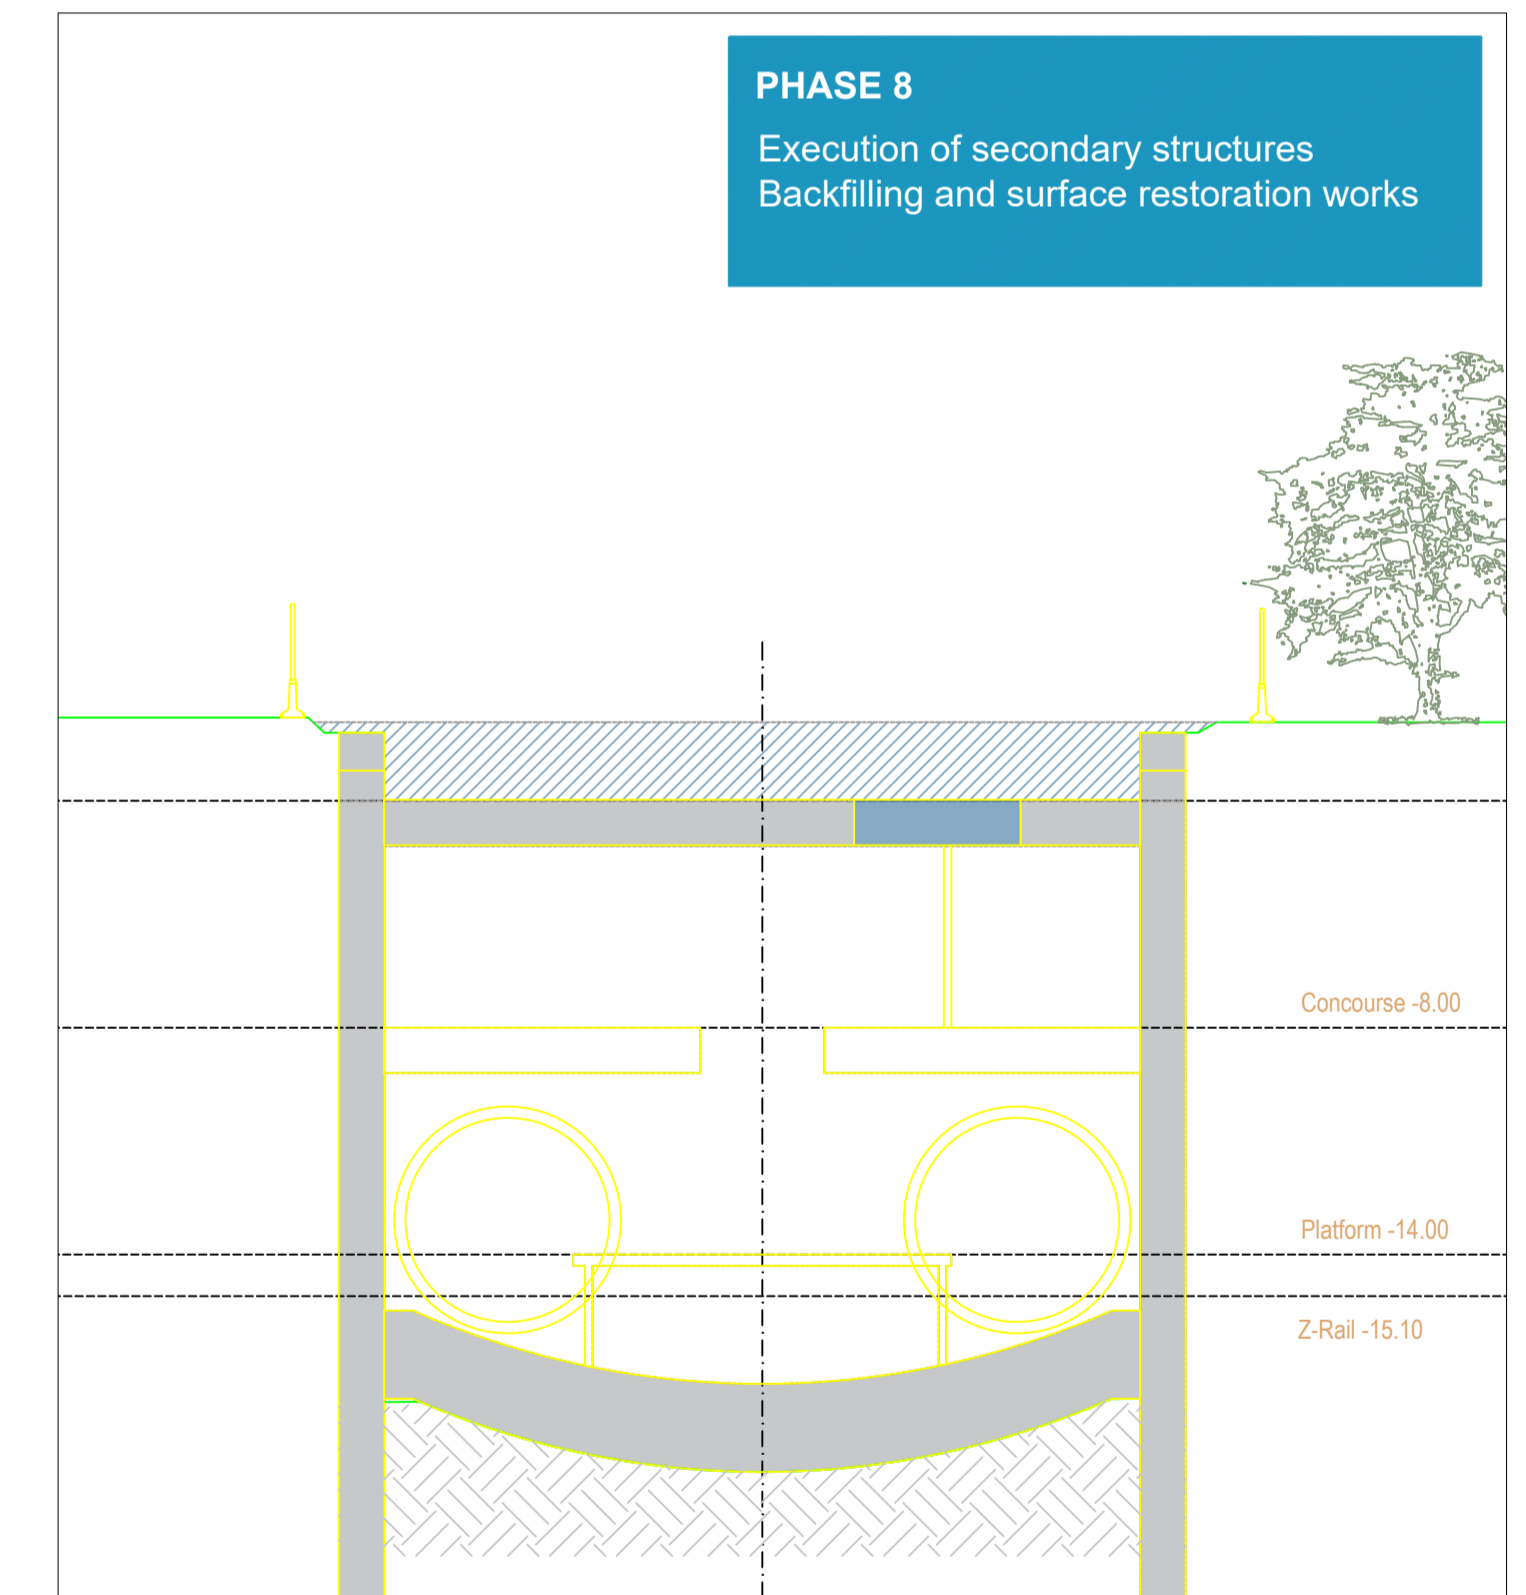 PHASE 8
Execution of secondary structures
Backfilling and surface restoration works
Concourse -8.00
Platform -14.00
Z-Rail -15.10